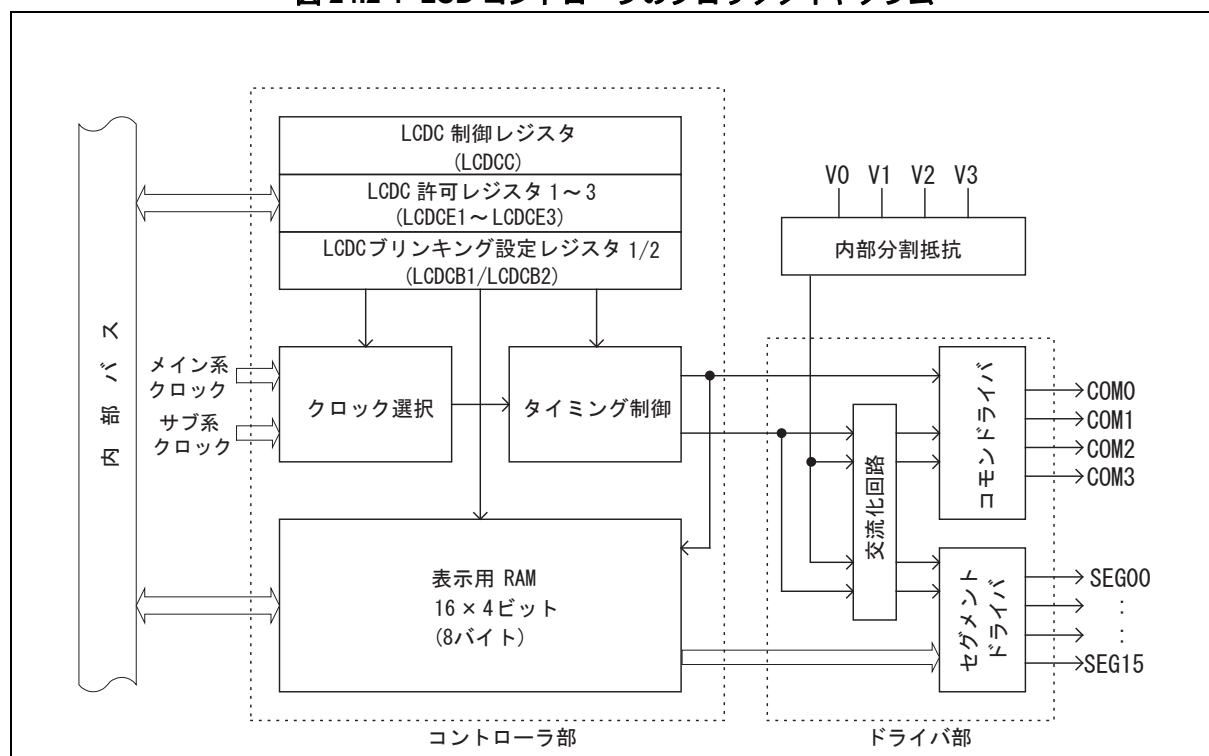 LCDC 制御レジスタ
(LCDCC)
LCDC 許可レジスタ 1～3
(LCDCE1～LCDCE3)
LCDCブリンキング設定レジスタ 1/2
(LCDCB1/LCDCB2)
内部バス
メイン系
クロック
サブ系
クロック
クロック選択
タイミング制御
表示用 RAM
16 × 4ビット
(8バイト)
コントローラ部
V0 V1 V2 V3
内部分割抵抗
交流化回路
コモンドライバ
COM0
COM1
COM2
COM3
セグメント
ドライバ
SEG00
:
:
SEG15
ドライバ部